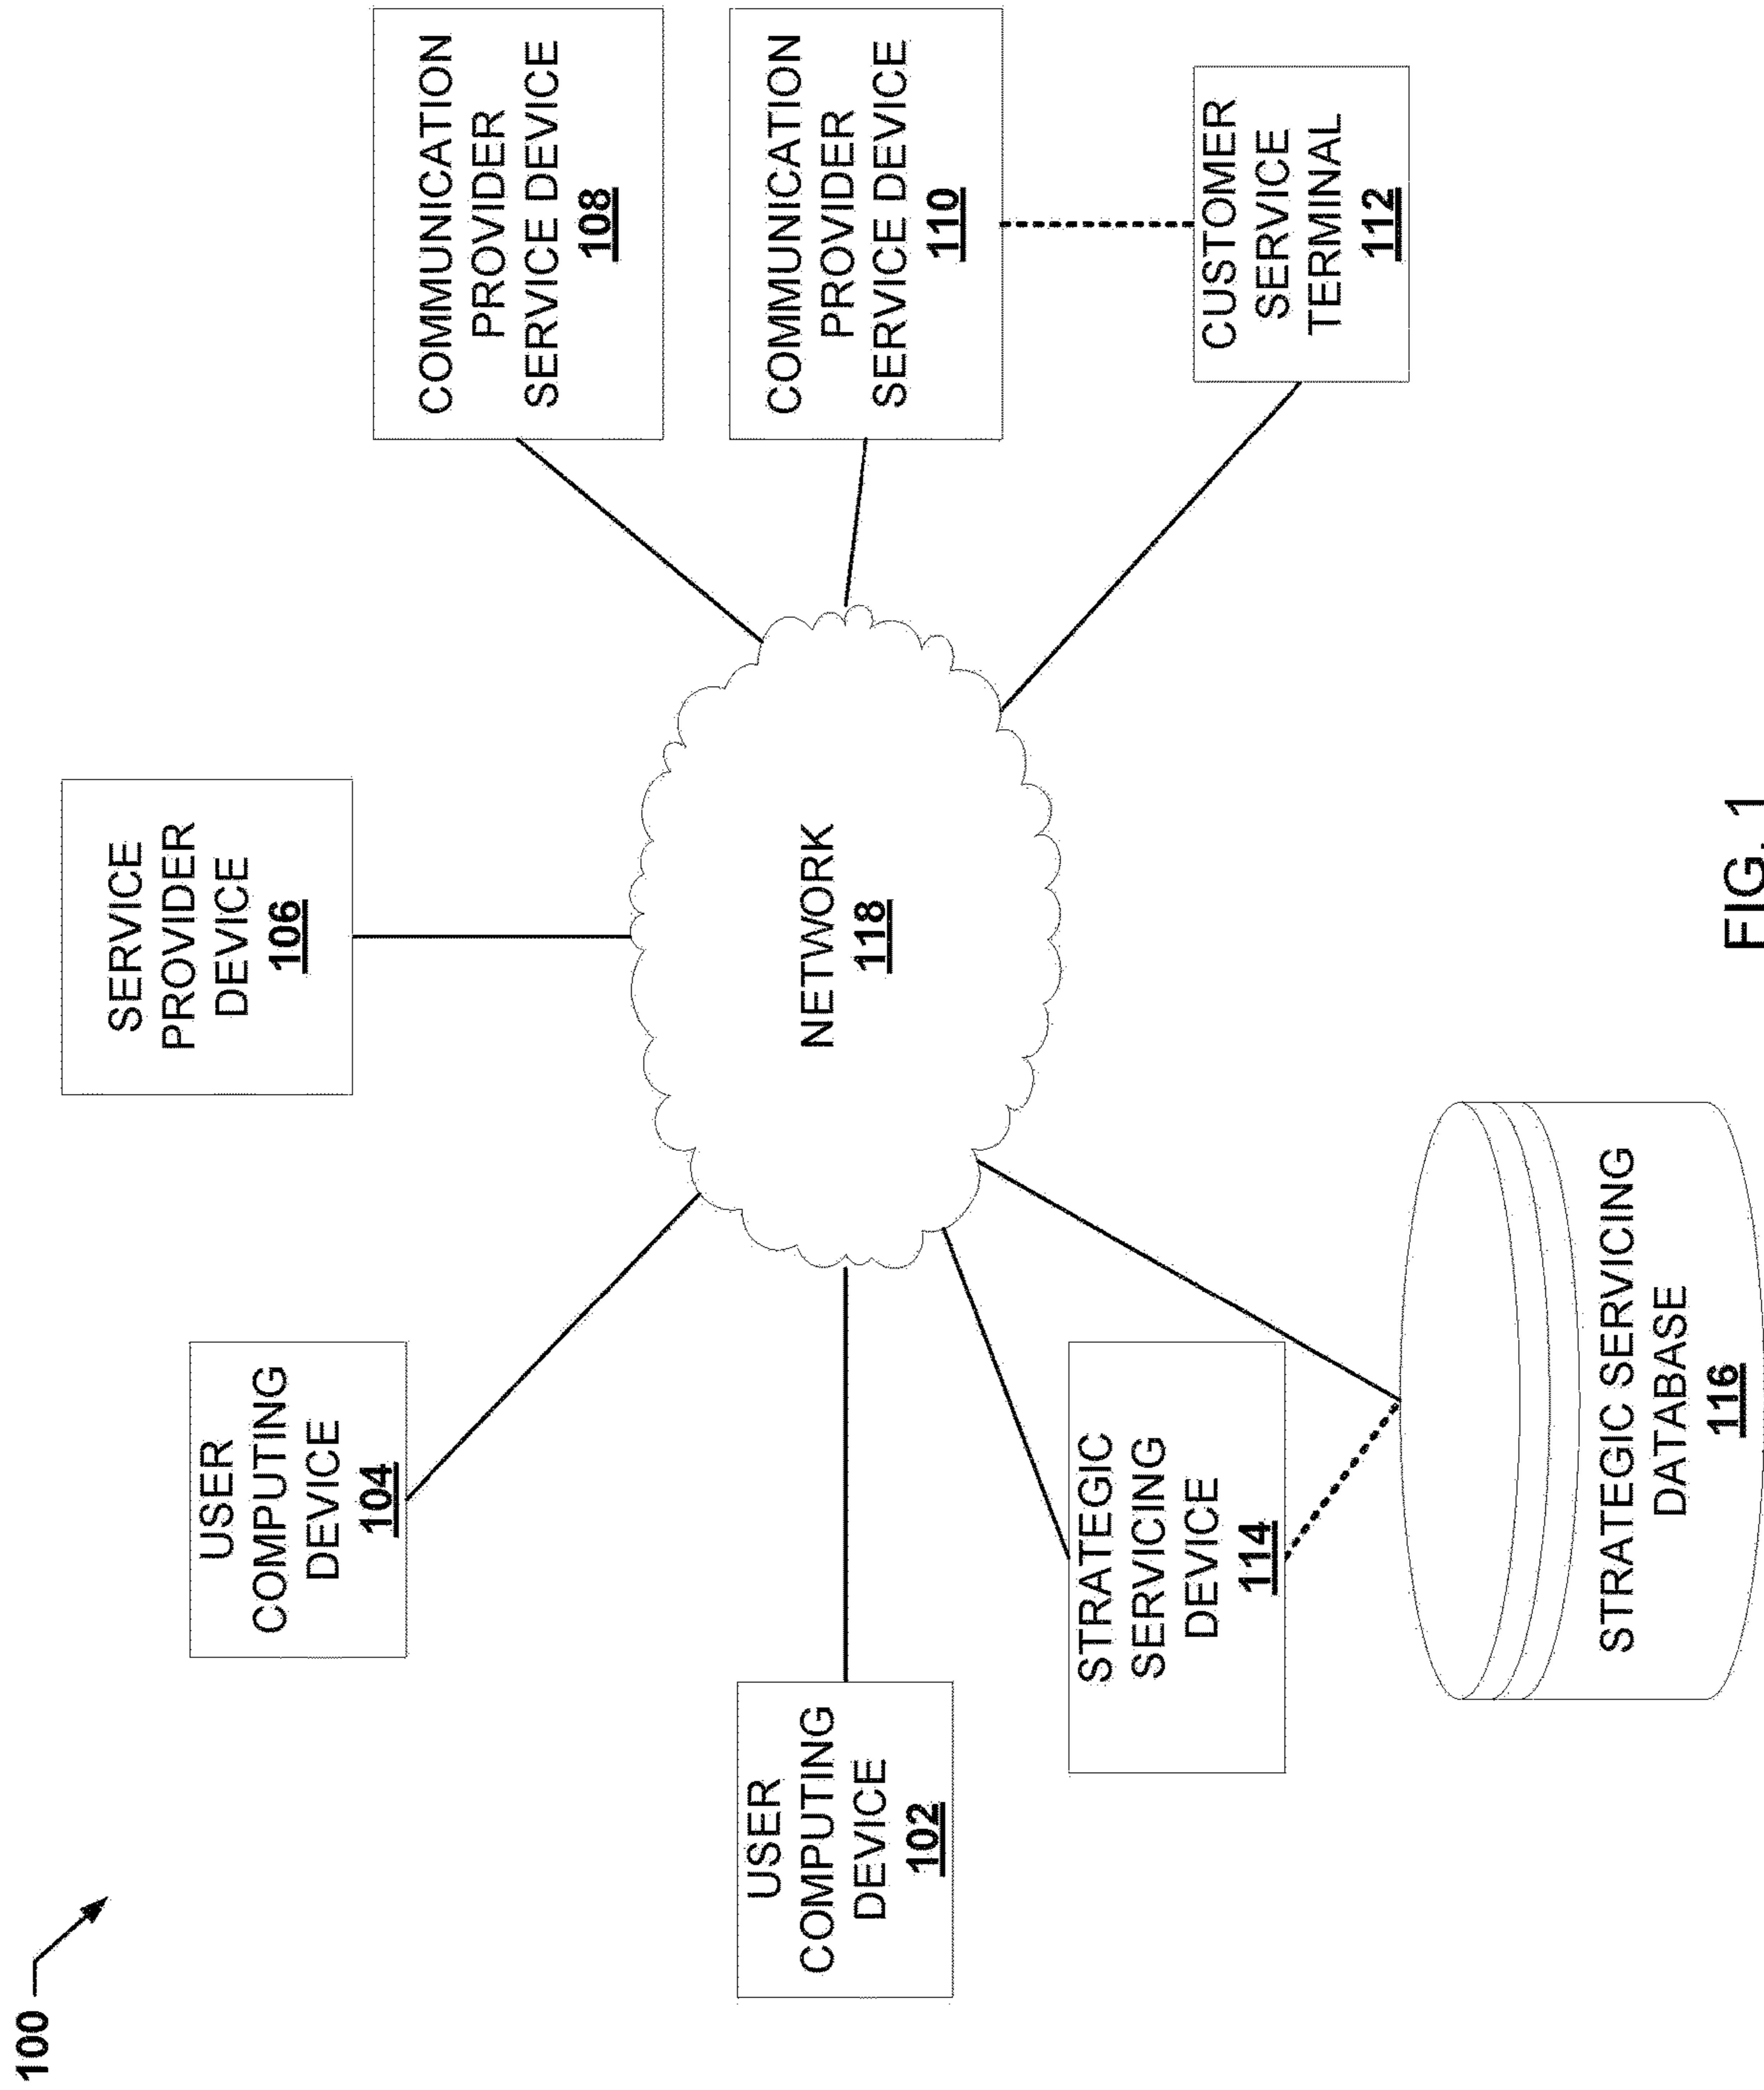 100
USER
COMPUTING
DEVICE
104
SERVICE
PROVIDER
DEVICE
106
COMMUNICATION
PROVIDER
SERVICE DEVICE
108
USER
COMPUTING
DEVICE
102
NETWORK
118
COMMUNICATION
PROVIDER
SERVICE DEVICE
110
STRATEGIC
SERVICING
DEVICE
114
CUSTOMER
SERVICE
TERMINAL
112
STRATEGIC SERVICING
DATABASE
116
FIG. 1